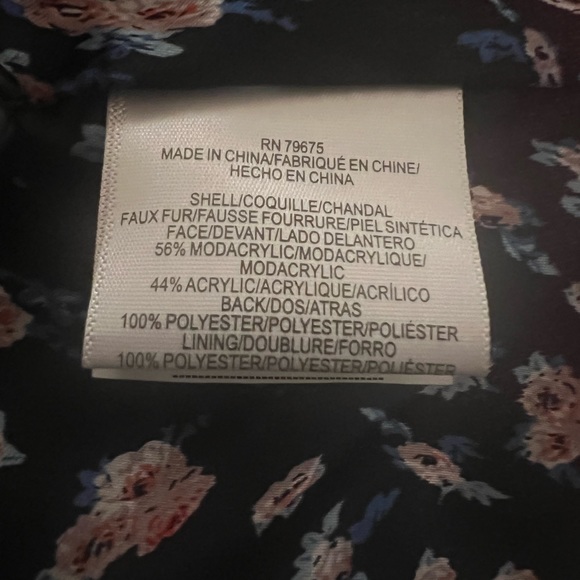 RN 79675
MADE IN CHINA/FABRIQUÉ EN CHINE/
HECHO EN CHINA
SHELL/COQUILLE/CHANDAL
FAUX FUR/FAUSSE FOURRURE/PIEL SINTÉTICA
FACE/DEVANT/LADO DELANTERO
56% MODACRYLIC/MODACRYLIQUE/
MODACRYLIC
44% ACRYLIC/ACRYLIQUE/ACRÍLICO
BACK/DOS/ATRAS
100% POLYESTER/POLYESTER/POLIÉSTER
LINING/DOUBLURE/FORRO
100% POLYESTER/POLYESTER/POLIÉSTER